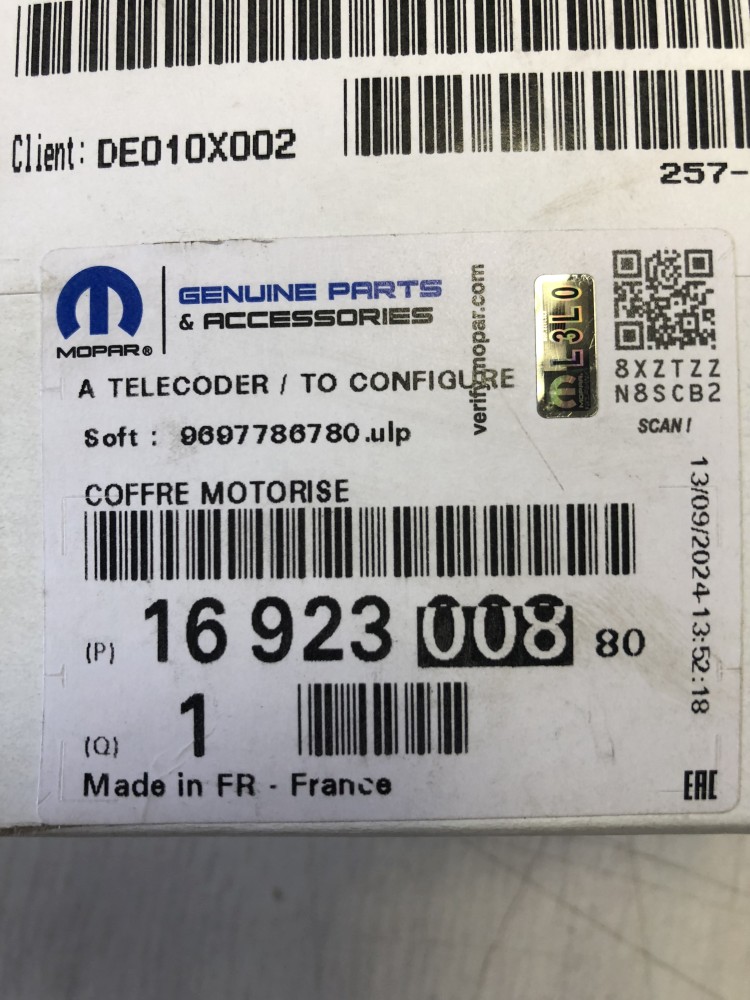 Client: DE010X002
257-
MOPAR®
GENUINE PARTS
& ACCESSORIES
verify.mopar.com
L3L0
8XZTZZ
N8SCB2
SCAN!
A TELECODER / TO CONFIGURE
Soft : 9697786780.ulp
COFFRE MOTORISE
13/09/2024-13:52:18
(P) 16 923 008 80
(Q) 1
Made in FR - France
EAC